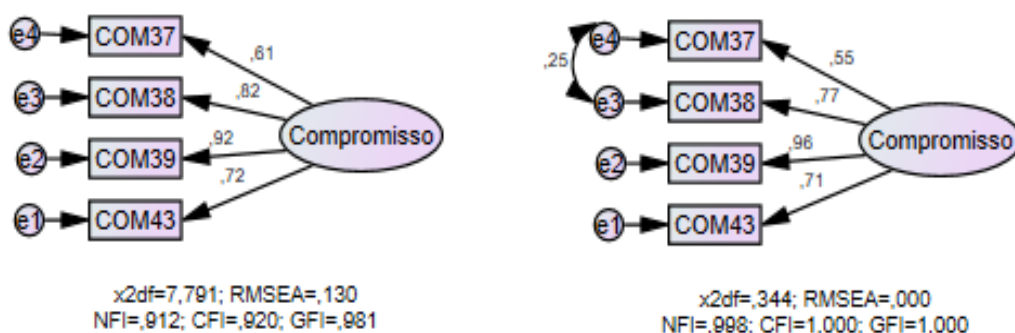 e4 COM37 ,61
e3 COM38 ,82
e2 COM39 ,92
e1 COM43 ,72
Compromisso
x2df=7,791; RMSEA=,130
NFI=,912; CFI=,920; GFI=,981
e4 COM37 ,55
,25
e3 COM38 ,77
e2 COM39 ,96
e1 COM43 ,71
Compromisso
x2df=,344; RMSEA=,000
NFI=,998; CFI=1,000; GFI=1,000